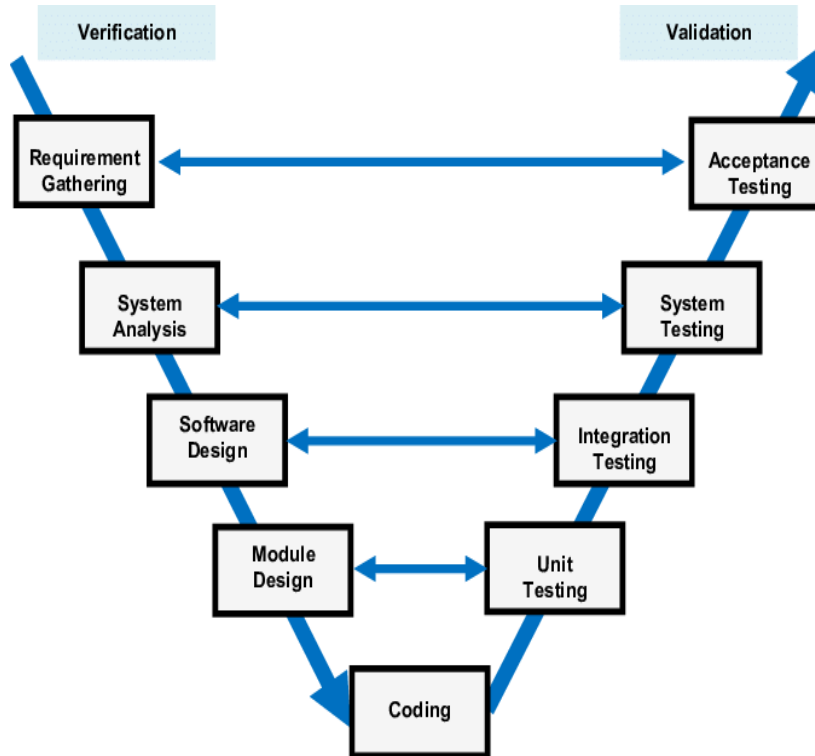 Verification
Validation
Requirement
Gathering
Acceptance
Testing
System
Analysis
System
Testing
Software
Design
Integration
Testing
Module
Design
Unit
Testing
Coding